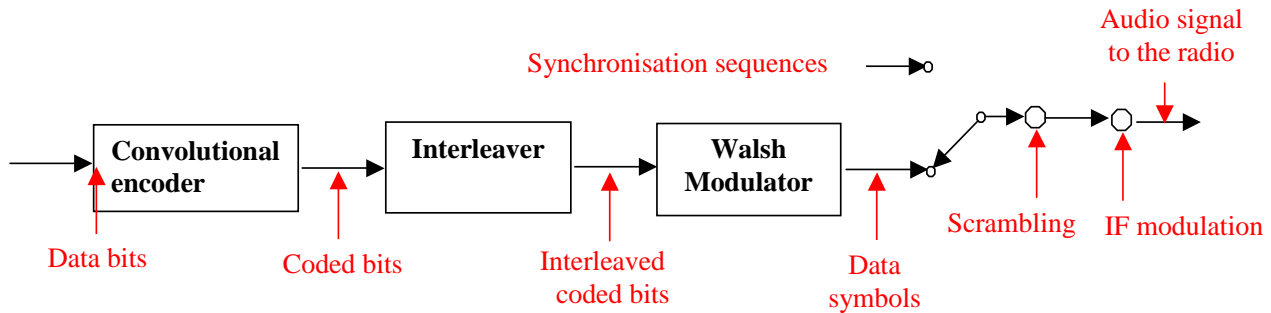 Audio signal
to the radio
Synchronisation sequences
Convolutional
encoder
Interleaver
Walsh
Modulator
Data bits
Coded bits
Interleaved
coded bits
Data
symbols
Scrambling
IF modulation